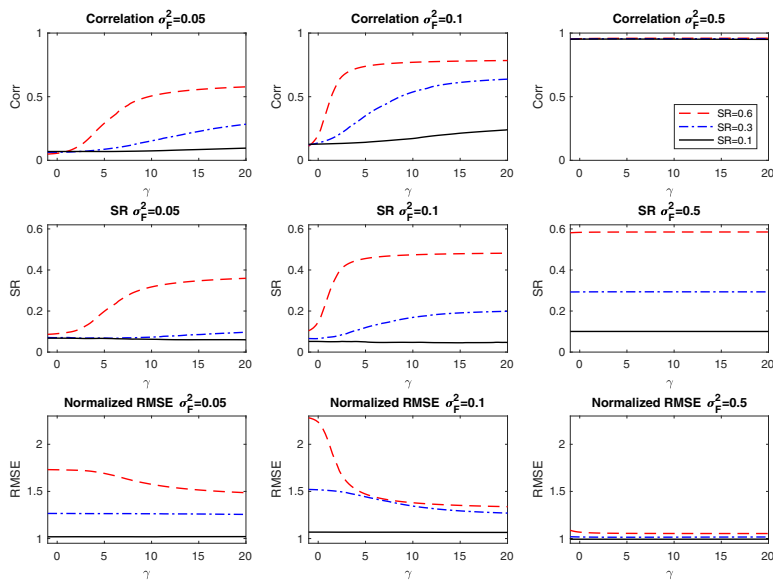 Correlation σ_F^2=0.05
Correlation σ_F^2=0.1
Correlation σ_F^2=0.5
1
0.5
0
Corr
0 5 10 15 20
γ
1
0.5
0
Corr
0 5 10 15 20
γ
1
0.5
0
Corr
SR=0.6
SR=0.3
SR=0.1
0 5 10 15 20
γ
SR σ_F^2=0.05
SR σ_F^2=0.1
SR σ_F^2=0.5
0.6
0.4
0.2
0
SR
0 5 10 15 20
γ
0.6
0.4
0.2
0
SR
0 5 10 15 20
γ
0.6
0.4
0.2
0
SR
0 5 10 15 20
γ
Normalized RMSE σ_F^2=0.05
Normalized RMSE σ_F^2=0.1
Normalized RMSE σ_F^2=0.5
2
1.5
1
RMSE
0 5 10 15 20
γ
2
1.5
1
RMSE
0 5 10 15 20
γ
2
1.5
1
RMSE
0 5 10 15 20
γ